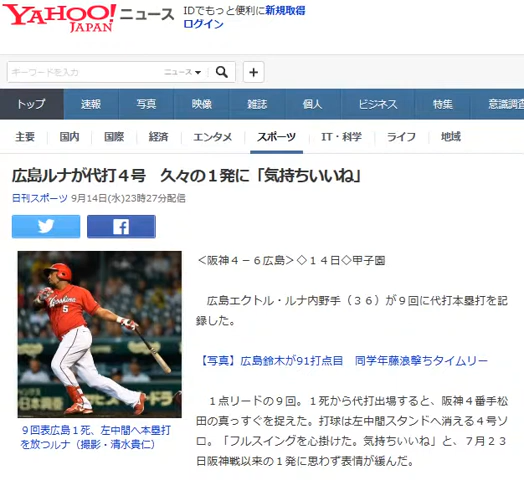 YAHOO! ニュース
JAPAN
IDでもっと便利に新規取得
ログイン
キーワードを入力 ニュース
+
トップ 速報 写真 映像 雑誌 個人 ビジネス 特集 意識調査
主要 国内 国際 経済 エンタメ スポーツ IT・科学 ライフ 地域
広島ルナが代打４号 久々の１発に「気持ちいいね」
日刊スポーツ 9月14日(水)23時27分配信
＜阪神４－６広島＞◇１４日◇甲子園
広島エクトル・ルナ内野手（３６）が９回に代打本塁打を記
録した。
【写真】広島鈴木が91打点目 同学年藤浪撃ちタイムリー
１点リードの９回。１死から代打出場すると、阪神４番手松
田の真っすぐを捉えた。打球は左中間スタンドへ消える４号ソ
ロ。「フルスイングを心掛けた。気持ちいいね」と、７月２３
日阪神戦以来の１発に思わず表情が緩んだ。
Hiroshima
5
９回表広島１死、左中間へ本塁打
を放つルナ（撮影・清水貴仁）